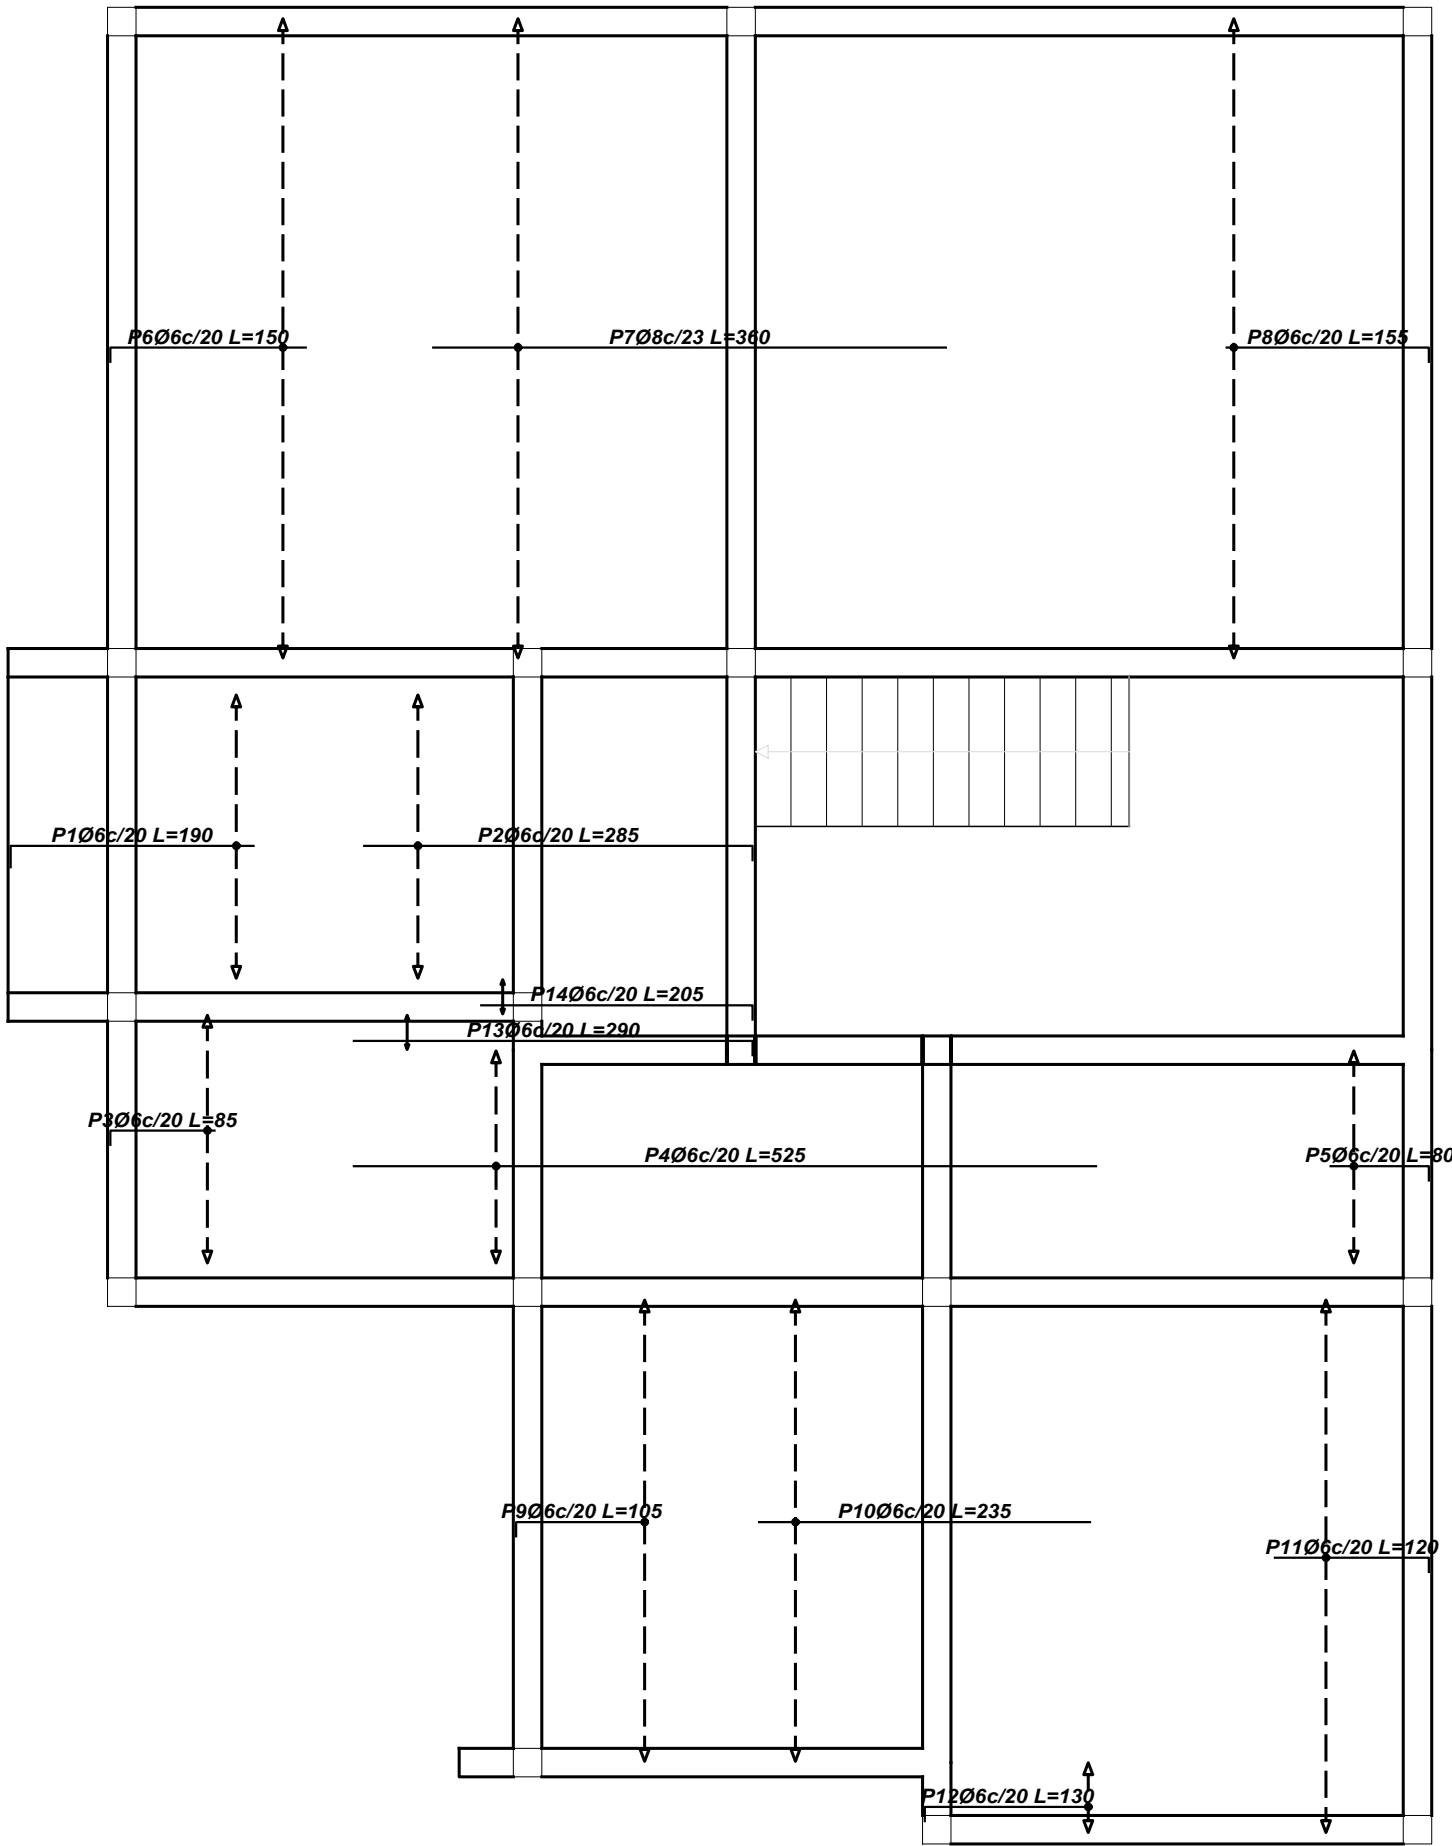 P6Ø6c/20 L=150
P7Ø8c/23 L=360
P8Ø6c/20 L=155
P1Ø6c/20 L=190
P2Ø6c/20 L=285
P14Ø6c/20 L=205
P13Ø6c/20 L=290
P3Ø6c/20 L=85
P4Ø6c/20 L=525
P5Ø6c/20 L=80
P9Ø6c/20 L=105
P10Ø6c/20 L=235
P11Ø6c/20 L=120
P12Ø6c/20 L=130